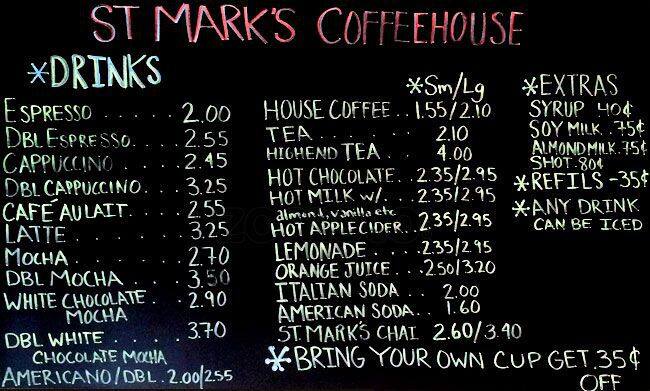 ST MARK'S COFFEEHOUSE
*DRINKS
ESPRESSO ..... 2.00
DBL ESPRESSO.... 2.55
CAPPUCCINO.... 2.45
DBL CAPPUCCINO... 3.25
CAFÉ AU LAIT.... 2.55
LATTE ..... 3.25
MOCHA ..... 2.70
DBL MOCHA .... 3.50
WHITE CHOCOLATE . 2.90
MOCHA
DBL WHITE .... 3.70
CHOCOLATE MOCHA
AMERICANO/DBL . 2.00/2.55
*Sm/Lg
HOUSE COFFEE..1.55/2.10
TEA...... 2.10
HIGHEND TEA.. 4.00
HOT CHOCOLATE..2.35/2.95
HOT MILK w/...2.35/2.95
almond, vanilla etc
HOT APPLECIDER..2.35/2.95
LEMONADE....2.35/2.95
ORANGE JUICE...2.50/3.20
ITALIAN SODA.. 2.00
AMERICAN SODA.. 1.60
ST. MARK'S CHAI 2.60/3.40
*EXTRAS
SYRUP 40¢
SOY MILK .75¢
ALMOND MILK .75¢
SHOT.80¢
*REFILS -35¢
*ANY DRINK
CAN BE ICED
*BRING YOUR OWN CUP GET .35¢
OFF